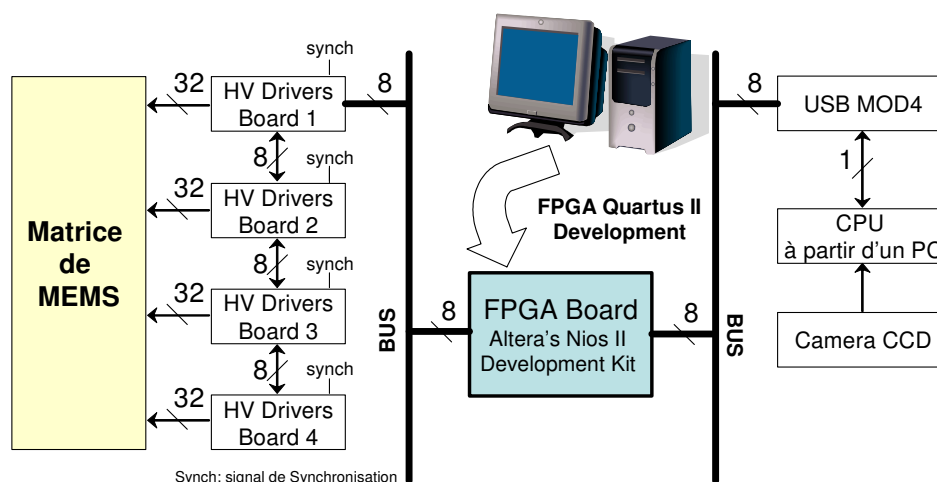 synch
32
HV Drivers
Board 1
8
8
synch
32
HV Drivers
Board 2
8
synch
32
HV Drivers
Board 3
8
synch
32
HV Drivers
Board 4
Matrice
de
MEMS
Synch: signal de Synchronisation
BUS
8
FPGA Quartus II
Development
FPGA Board
Altera's Nios II
Development Kit
8
BUS
8
USB MOD4
1
CPU
à partir d'un PC
Camera CCD